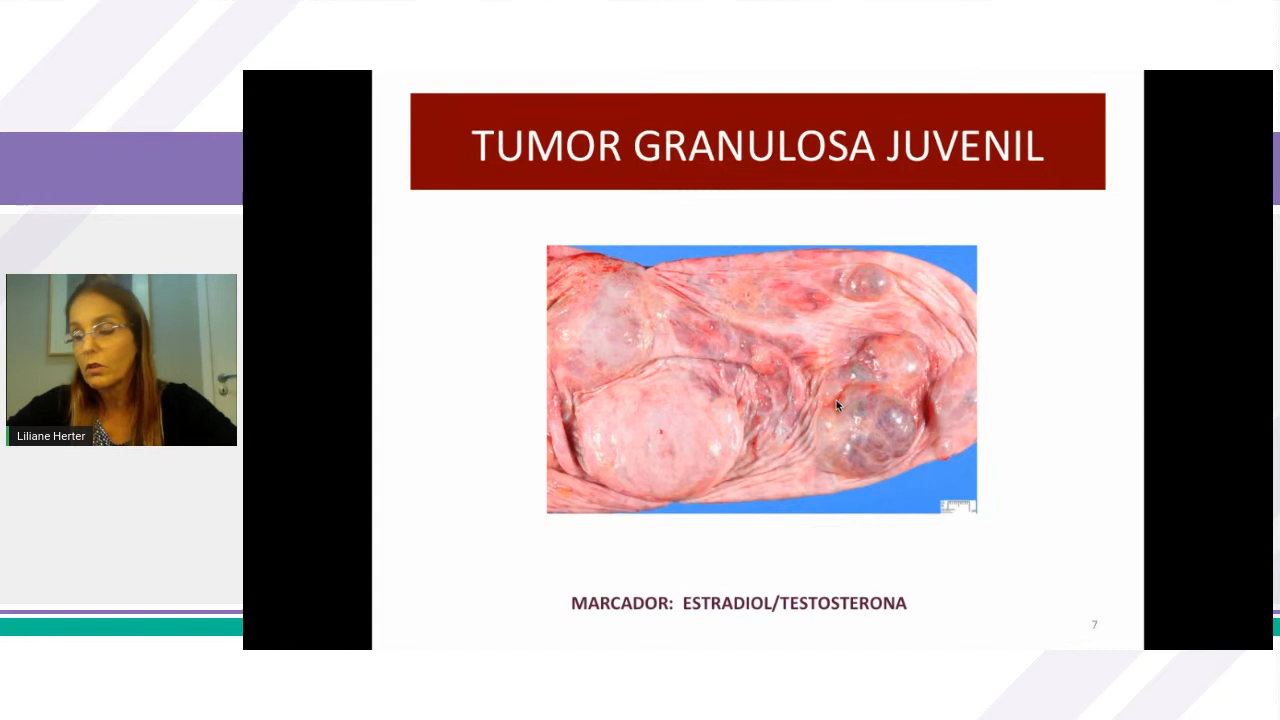 TUMOR GRANULOSA JUVENIL
Liliane Herter
MARCADOR: ESTRADIOL/TESTOSTERONA
7